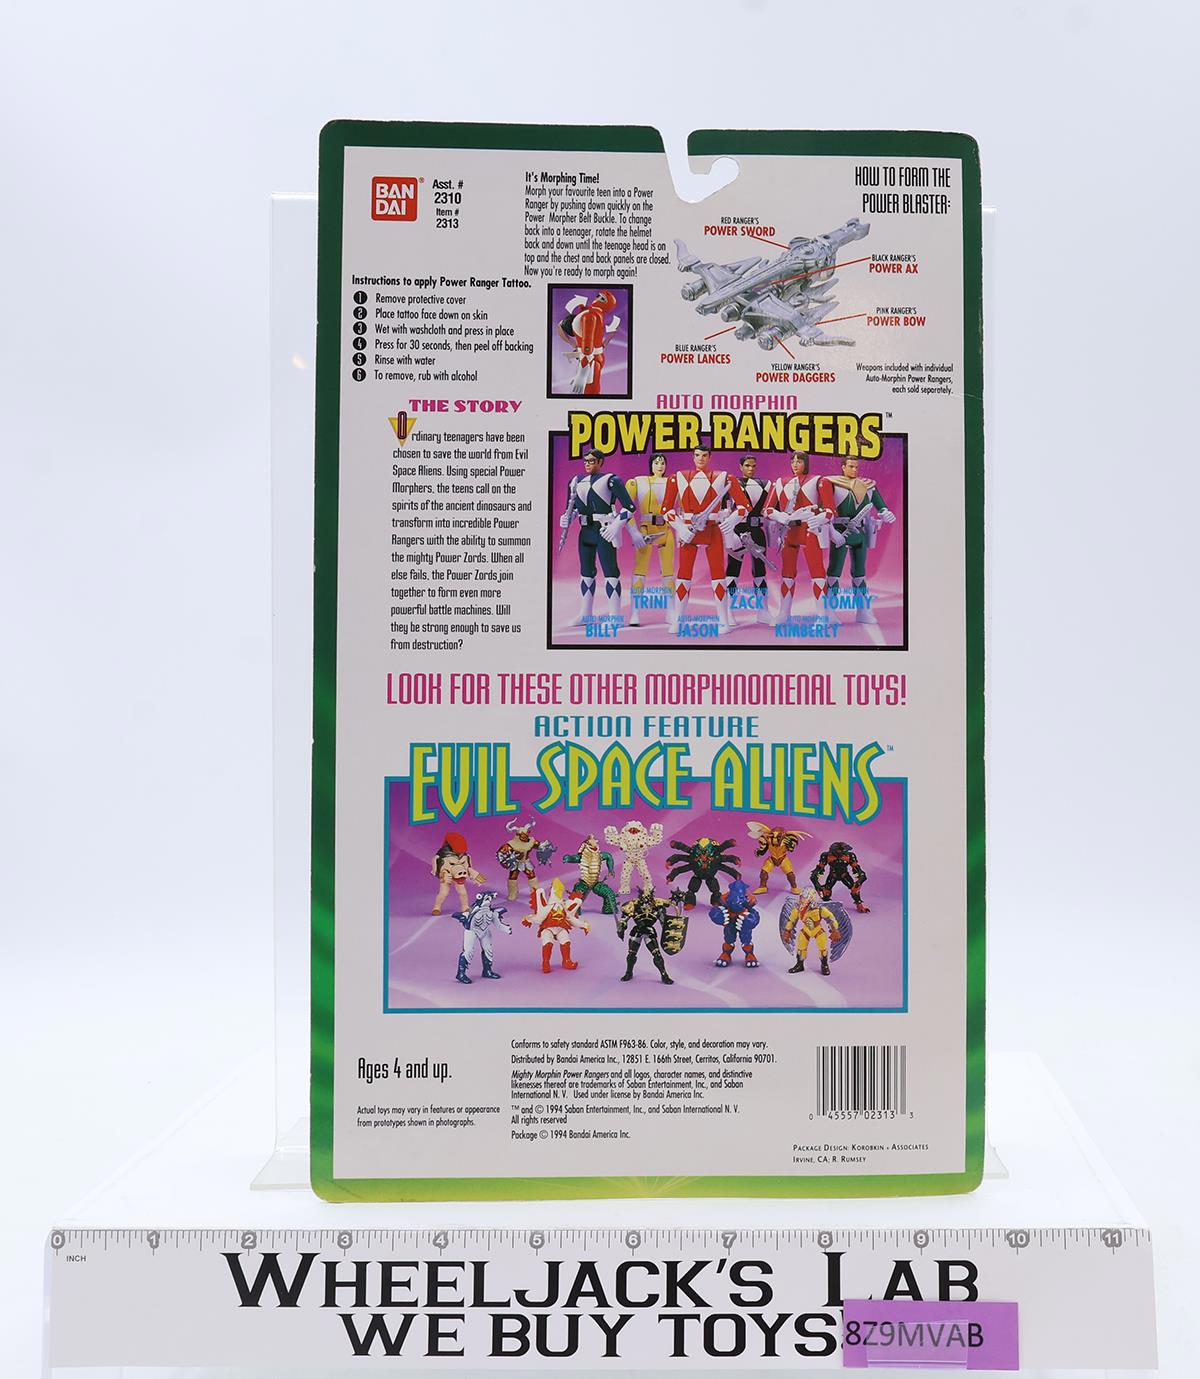 BAN
DAI
®
Asst. #
2310
Item #
2313
It's Morphing Time!
Morph your favourite teen into a Power
Ranger by pushing down quickly on the
Power Morpher Belt Buckle. To change
back into a teenager, rotate the helmet
back and down until the teenage head is on
top and the chest and back panels are closed.
Now you're ready to morph again!
HOW TO FORM THE
POWER BLASTER:
RED RANGER'S
POWER SWORD
BLACK RANGER'S
POWER AX
PINK RANGER'S
POWER BOW
BLUE RANGER'S
POWER LANCES
YELLOW RANGER'S
POWER DAGGERS
Weapons included with individual
Auto-Morphin Power Rangers,
each sold separately.
Instructions to apply Power Ranger Tattoo.
1 Remove protective cover
2 Place tattoo face down on skin
3 Wet with washcloth and press in place
4 Press for 30 seconds, then peel off backing
5 Rinse with water
6 To remove, rub with alcohol
THE STORY
Ordinary teenagers have been
chosen to save the world from Evil
Space Aliens. Using special Power
Morphers, the teens call on the
spirits of the ancient dinosaurs and
transform into incredible Power
Rangers with the ability to summon
the mighty Power Zords. When all
else fails, the Power Zords join
together to form even more
powerful battle machines. Will
they be strong enough to save us
from destruction?
AUTO MORPHIN
POWER RANGERS™
AUTO-MORPHIN
TRINI™
AUTO-MORPHIN
ZACK™
AUTO-MORPHIN
TOMMY™
AUTO-MORPHIN
BILLY™
AUTO-MORPHIN
JASON™
AUTO-MORPHIN
KIMBERLY™
LOOK FOR THESE OTHER MORPHINOMENAL TOYS!
ACTION FEATURE
EVIL SPACE ALIENS™
Ages 4 and up.
Actual toys may vary in features or appearance
from prototypes shown in photographs.
Conforms to safety standard ASTM F963-86. Color, style, and decoration may vary.
Distributed by Bandai America Inc., 12851 E. 166th Street, Cerritos, California 90701.
Mighty Morphin Power Rangers and all logos, character names, and distinctive
likenesses thereof are trademarks of Saban Entertainment, Inc., and Saban
International N. V. Used under license by Bandai America Inc.
™ and © 1994 Saban Entertainment, Inc., and Saban International N. V.
All rights reserved
Package © 1994 Bandai America Inc.
0 45557 02313 3
PACKAGE DESIGN: KOROBKIN + ASSOCIATES
IRVINE, CA; R. RUMSEY
0 1 2 3 4 5 6 7 8 9 10 11
INCH
WHEELJACK'S LAB
WE BUY TOYS!
8Z9MVAB